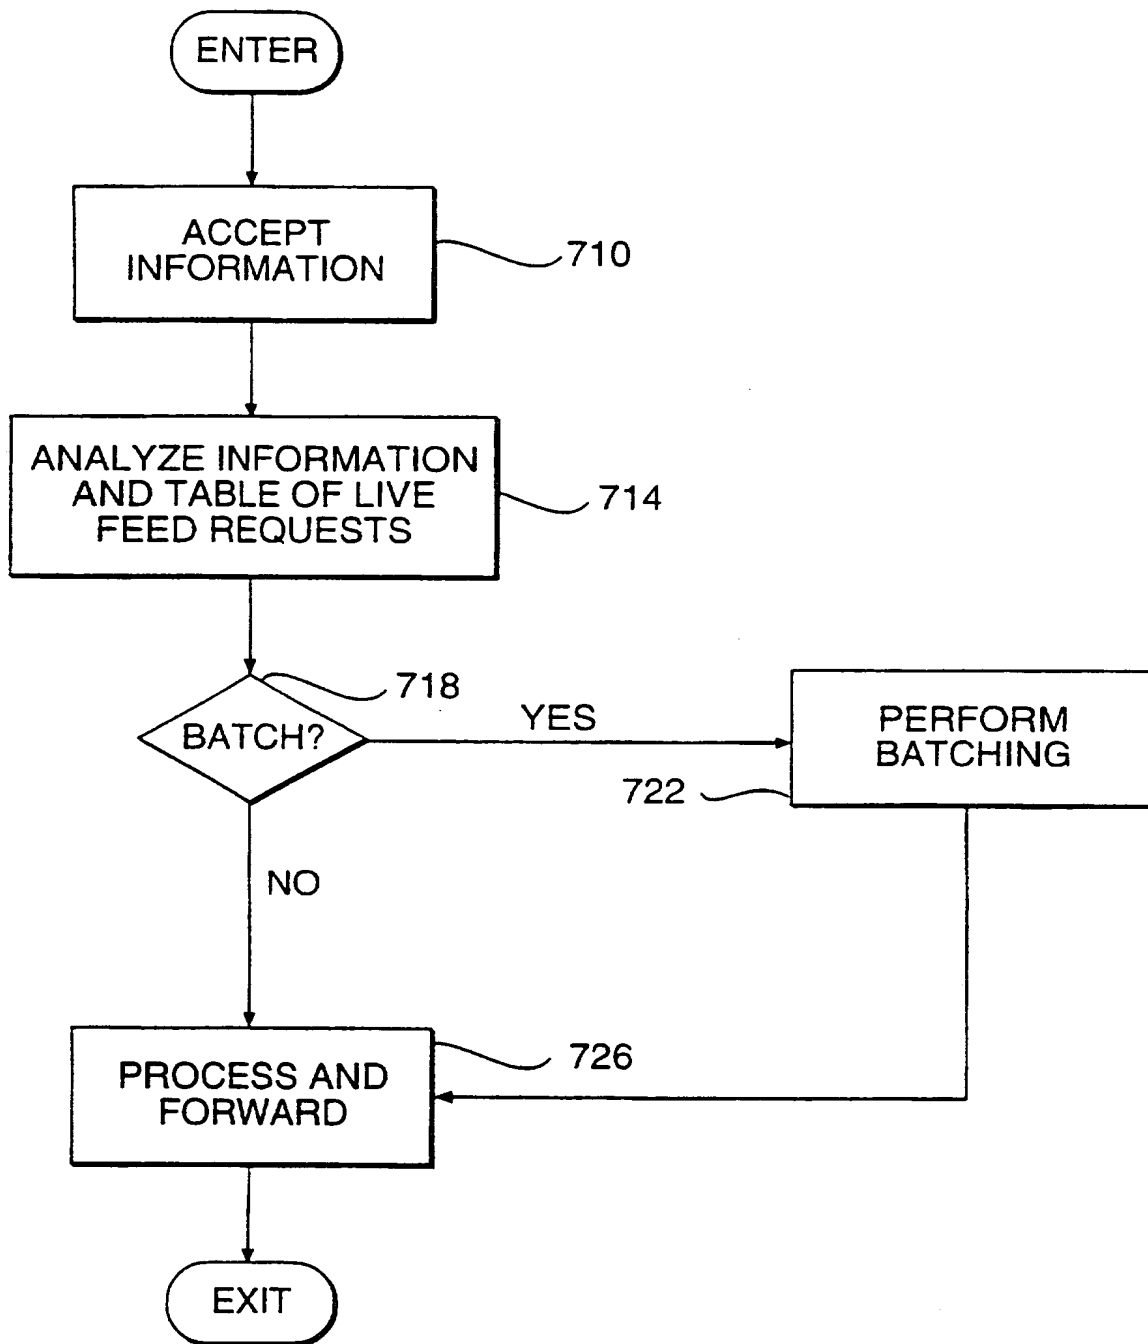 ENTER
ACCEPT
INFORMATION
710
ANALYZE INFORMATION
AND TABLE OF LIVE
FEED REQUESTS
714
718
BATCH?
YES
PERFORM
BATCHING
722
NO
PROCESS AND
FORWARD
726
EXIT